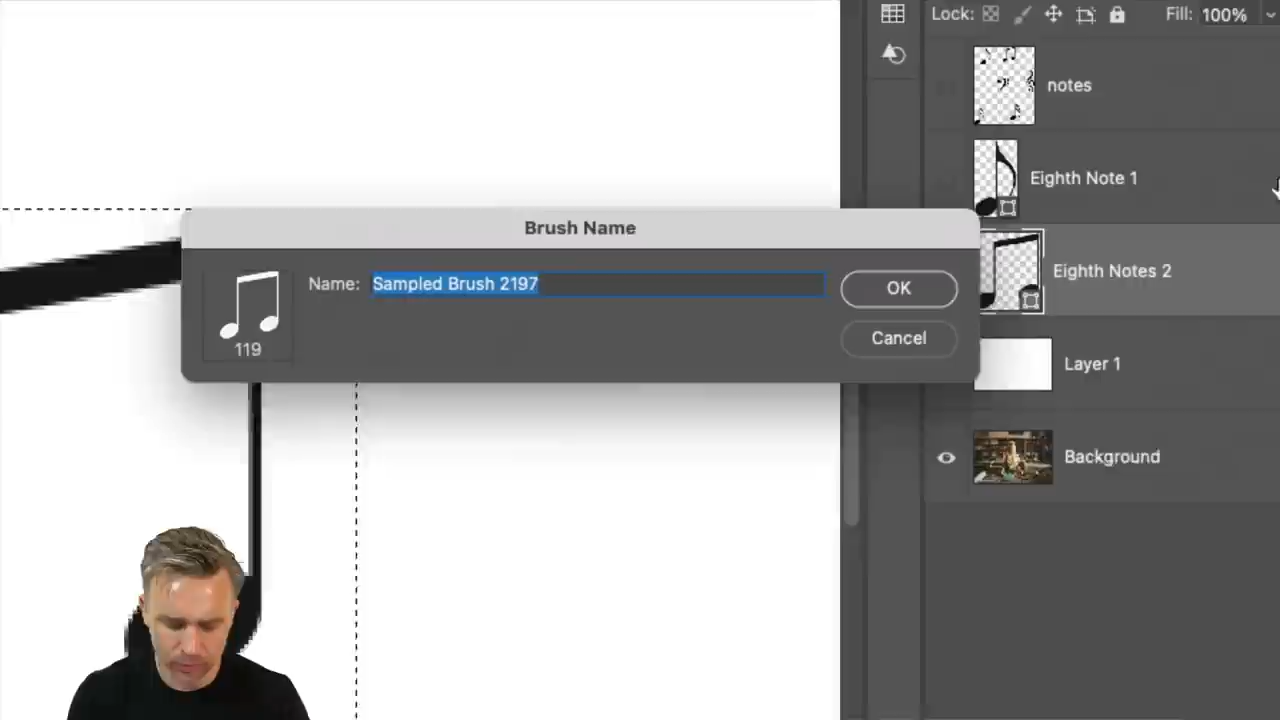 Lock:
Fill: 100%
notes
Eighth Note 1
Brush Name
Name: Sampled Brush 2197
OK
119
Cancel
Eighth Notes 2
Layer 1
Background